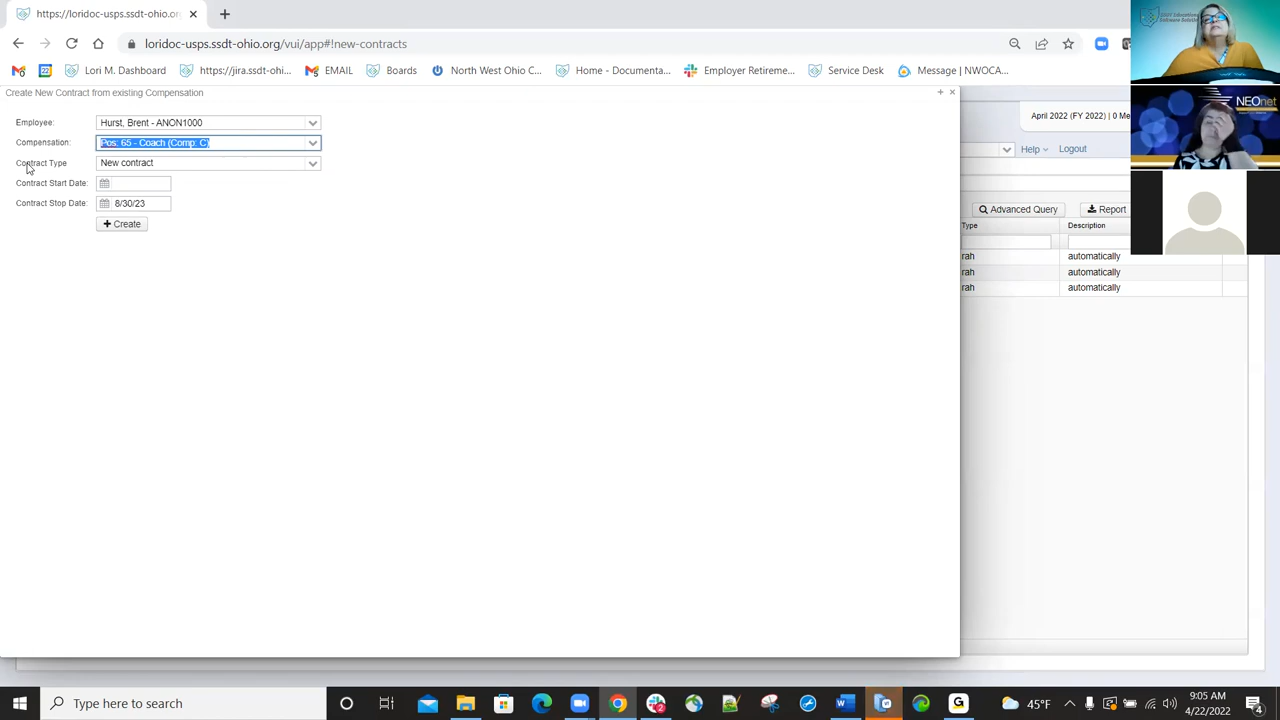 https://loridoc-usps.ssdt-ohio.or
loridoc-usps.ssdt-ohio.org/vui/app#!new-contracts
Lori M. Dashboard
https://jira.ssdt-ohi...
EMAIL
Boards
North West Ohio C...
Home - Documenta...
Employer Retireme...
Service Desk
Messag
NWOCA...
Create New Contract from existing Compensation
Employee: Hurst, Brent - ANON1000
Compensation: Pos: 65 - Coach (Comp: C)
Contract Type New contract
Contract Start Date:
Contract Stop Date: 8/30/23
Create
April 2022 (FY 2022) | 0 Me
Help
Logout
Advanced Query
Report
Type Description
rah automatically
rah automatically
rah automatically
NEOnet
Type here to search
45°F
9:05 AM
4/22/2022
4